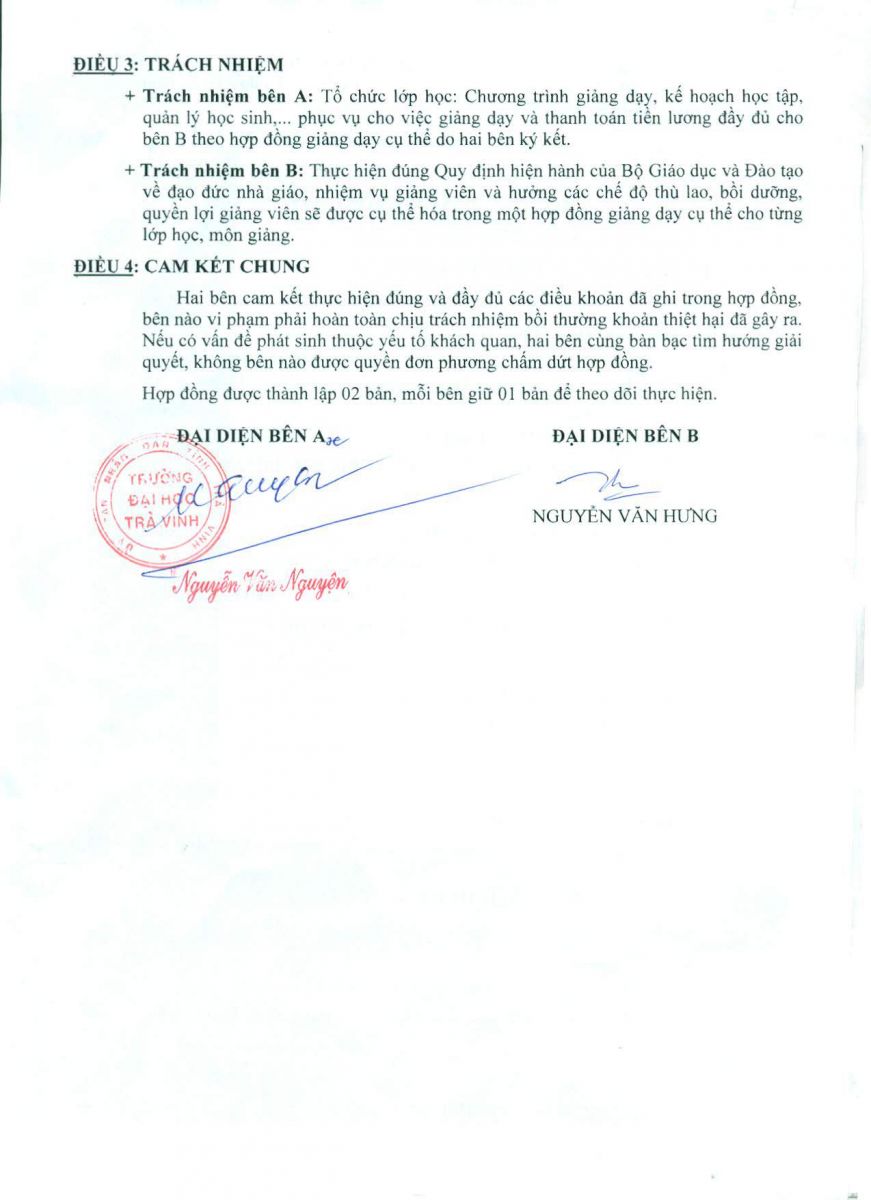 ĐIỀU 3: TRÁCH NHIỆM
+ Trách nhiệm bên A: Tổ chức lớp học: Chương trình giảng dạy, kế hoạch học tập,
quản lý học sinh,... phục vụ cho việc giảng dạy và thanh toán tiền lương đầy đủ cho
bên B theo hợp đồng giảng dạy cụ thể do hai bên ký kết.
+ Trách nhiệm bên B: Thực hiện đúng Quy định hiện hành của Bộ Giáo dục và Đào tạo
về đạo đức nhà giáo, nhiệm vụ giảng viên và hưởng các chế độ thù lao, bồi dưỡng,
quyền lợi giảng viên sẽ được cụ thể hóa trong một hợp đồng giảng dạy cụ thể cho từng
lớp học, môn giảng.
ĐIỀU 4: CAM KẾT CHUNG
Hai bên cam kết thực hiện đúng và đầy đủ các điều khoản đã ghi trong hợp đồng,
bên nào vi phạm phải hoàn toàn chịu trách nhiệm bồi thường khoản thiệt hại đã gây ra.
Nếu có vấn đề phát sinh thuộc yếu tố khách quan, hai bên cùng bàn bạc tìm hướng giải
quyết, không bên nào được quyền đơn phương chấm dứt hợp đồng.
Hợp đồng được thành lập 02 bản, mỗi bên giữ 01 bản để theo dõi thực hiện.
ĐẠI DIỆN BÊN A
ĐẠI DIỆN BÊN B
TRƯỜNG
ĐẠI HỌC
TRÀ VINH
NGUYỄN VĂN HƯNG
Nguyễn Văn Nguyện